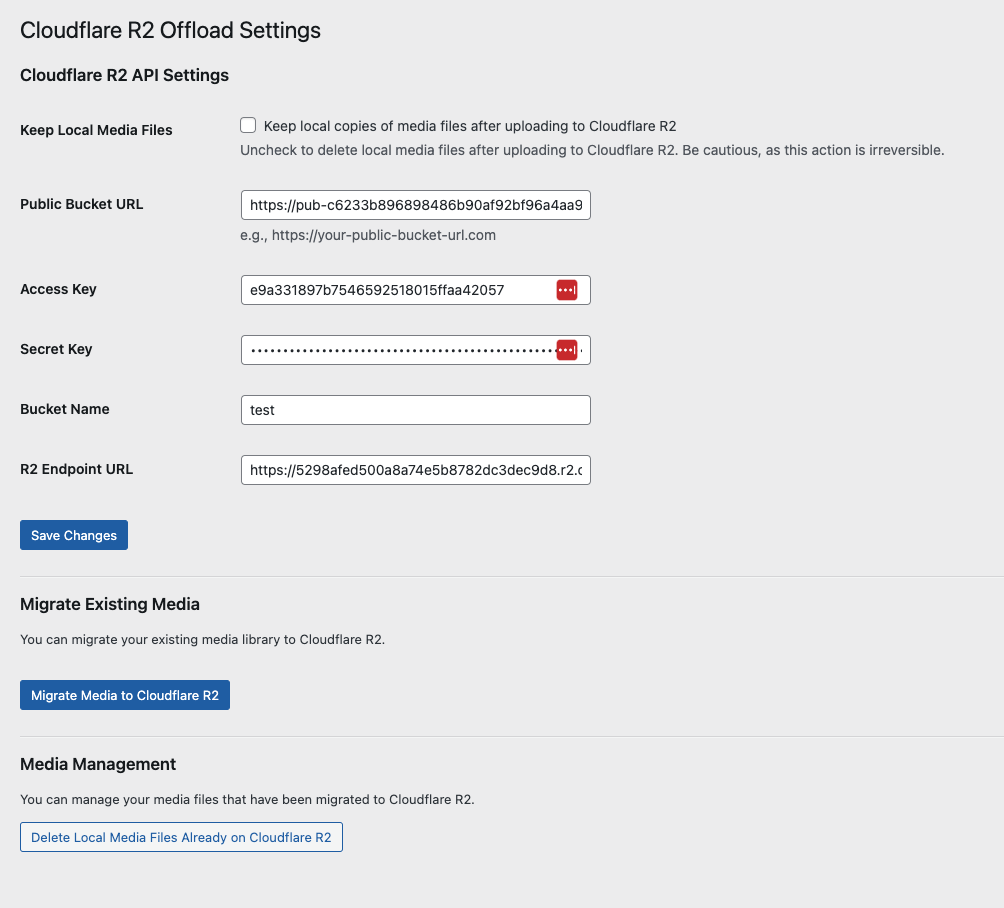 Cloudflare R2 Offload Settings
Cloudflare R2 API Settings
Keep Local Media Files
Keep local copies of media files after uploading to Cloudflare R2
Uncheck to delete local media files after uploading to Cloudflare R2. Be cautious, as this action is irreversible.
Public Bucket URL
https://pub-c6233b896898486b90af92bf96a4aa9
e.g., https://your-public-bucket-url.com
Access Key
e9a331897b7546592518015ffaa42057
Secret Key
Bucket Name
test
R2 Endpoint URL
https://5298afed500a8a74e5b8782dc3dec9d8.r2.c
Save Changes
Migrate Existing Media
You can migrate your existing media library to Cloudflare R2.
Migrate Media to Cloudflare R2
Media Management
You can manage your media files that have been migrated to Cloudflare R2.
Delete Local Media Files Already on Cloudflare R2